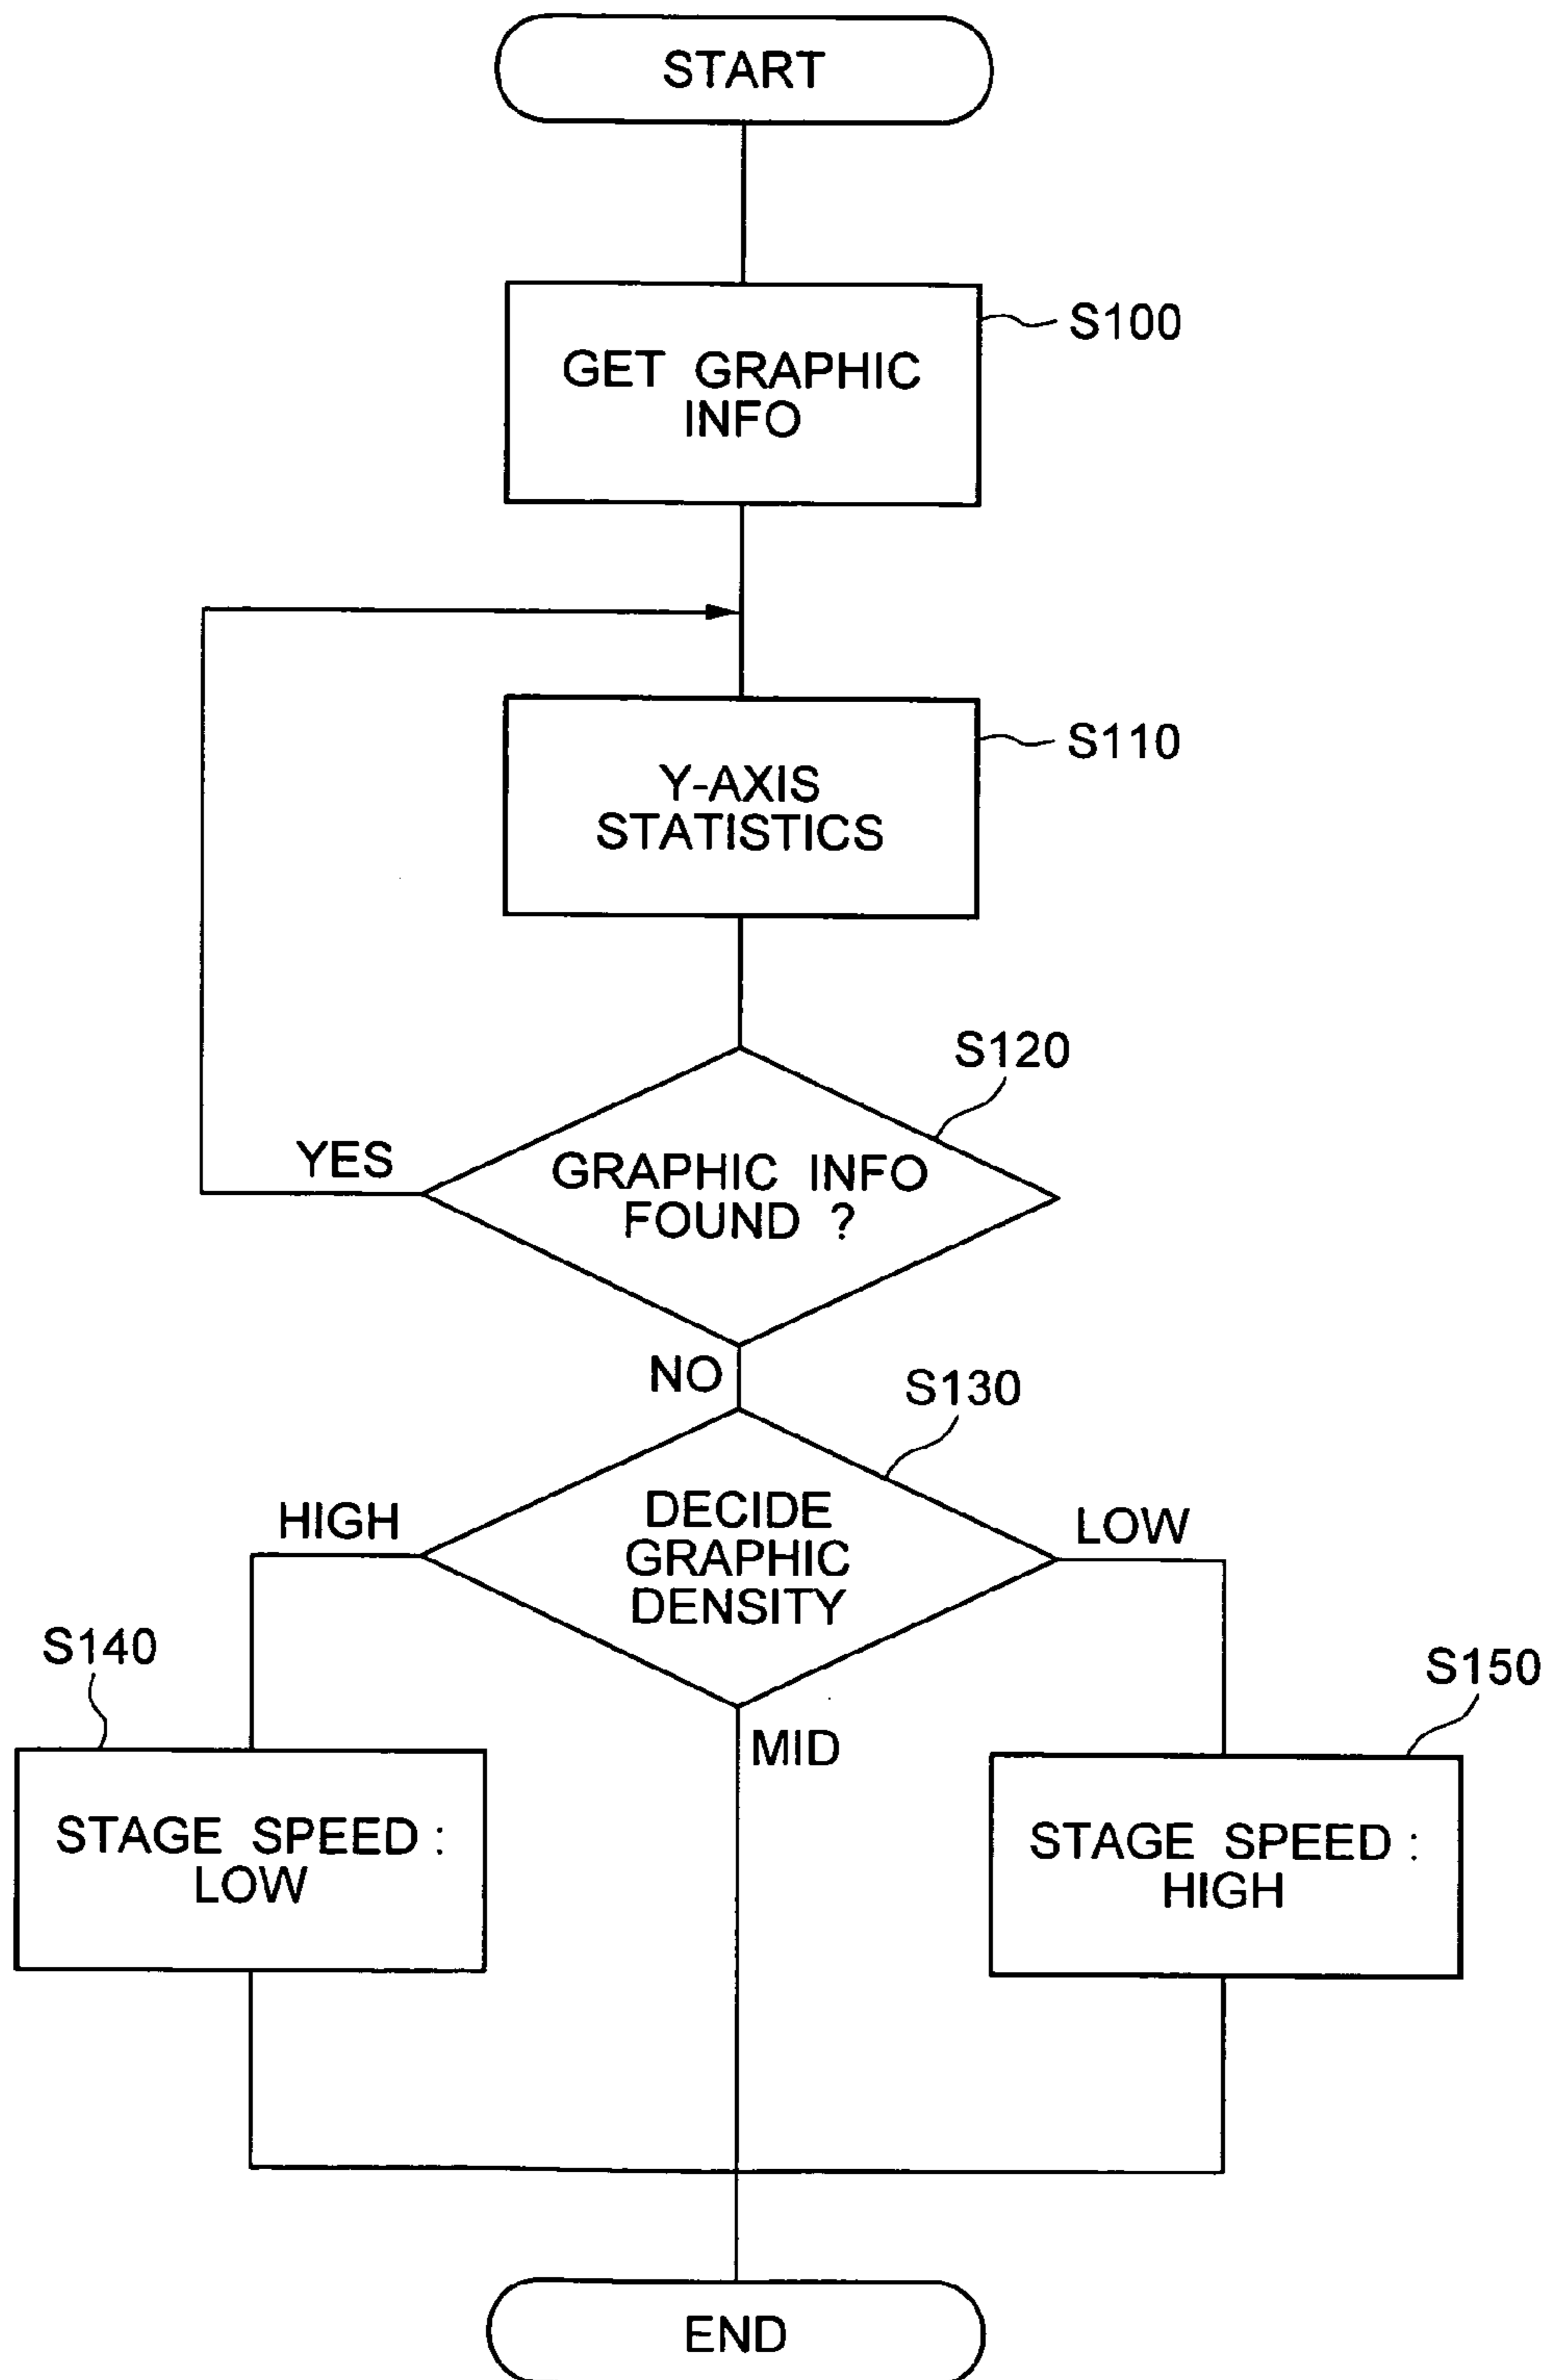 START
S100
GET GRAPHIC
INFO
S110
Y-AXIS
STATISTICS
S120
YES
GRAPHIC INFO
FOUND ?
NO
S130
HIGH
DECIDE
GRAPHIC
DENSITY
LOW
S140
S150
MID
STAGE SPEED :
LOW
STAGE SPEED :
HIGH
END